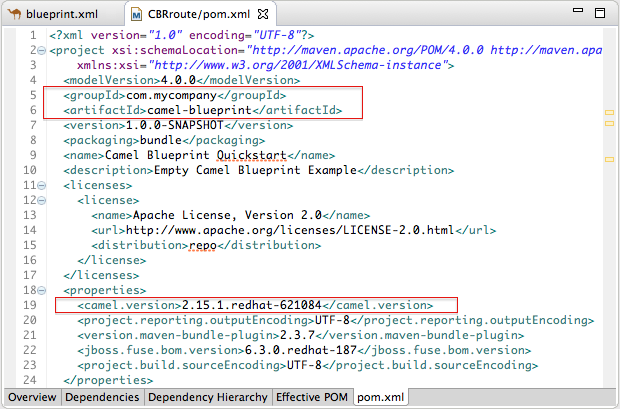 blueprint.xml
CBRroute/pom.xml
1 <?xml version="1.0" encoding="UTF-8"?>
2 <project xsi:schemaLocation="http://maven.apache.org/POM/4.0.0 http://maven.apa
3 xmlns:xsi="http://www.w3.org/2001/XMLSchema-instance">
4 <modelVersion>4.0.0</modelVersion>
5 <groupId>com.mycompany</groupId>
6 <artifactId>camel-blueprint</artifactId>
7 <version>1.0.0-SNAPSHOT</version>
8 <packaging>bundle</packaging>
9 <name>Camel Blueprint Quickstart</name>
10 <description>Empty Camel Blueprint Example</description>
11 <licenses>
12 <license>
13 <name>Apache License, Version 2.0</name>
14 <url>http://www.apache.org/licenses/LICENSE-2.0.html</url>
15 <distribution>repo</distribution>
16 </license>
17 </licenses>
18 <properties>
19 <camel.version>2.15.1.redhat-621084</camel.version>
20 <project.reporting.outputEncoding>UTF-8</project.reporting.outputEncoding>
21 <version.maven-bundle-plugin>2.3.7</version.maven-bundle-plugin>
22 <jboss.fuse.bom.version>6.3.0.redhat-187</jboss.fuse.bom.version>
23 <project.build.sourceEncoding>UTF-8</project.build.sourceEncoding>
24 </properties>
Overview Dependencies Dependency Hierarchy Effective POM pom.xml